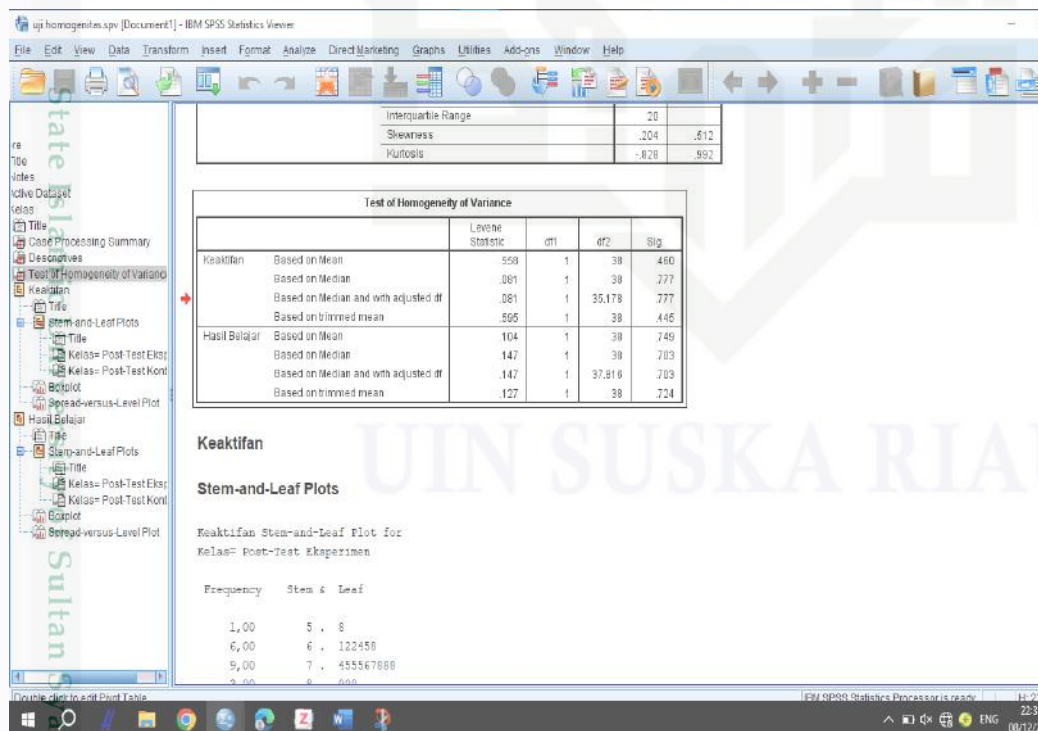 uji homogenitas.spv [Document1] - IBM SPSS Statistics Viewer
File Edit View Data Transform Insert Format Analyze Direct Marketing Graphs Utilities Add-ons Window Help
Interquartile Range 20
Skewness .204 .512
Kurtosis -.828 .992
Test of Homogeneity of Variance
Levene Statistic df1 df2 Sig.
Keaktifan Based on Mean .558 1 38 .460
Based on Median .081 1 38 .777
Based on Median and with adjusted df .081 1 35.178 .777
Based on trimmed mean .595 1 38 .445
Hasil Belajar Based on Mean .104 1 38 .749
Based on Median .147 1 38 .703
Based on Median and with adjusted df .147 1 37.816 .703
Based on trimmed mean .127 1 38 .724
Keaktifan
Stem-and-Leaf Plots
Keaktifan Stem-and-Leaf Plot for
Kelas= Post-Test Eksperimen
Frequency Stem & Leaf
1,00 5 . 8
6,00 6 . 122458
9,00 7 . 455567888
re
Title
Notes
ctive Dataset
Kelas
Title
Case Processing Summary
Descriptives
Test of Homogeneity of Varianc
Keaktifan
Title
Stem-and-Leaf Plots
Title
Kelas= Post-Test Eksp
Kelas= Post-Test Kont
Boxplot
Spread-versus-Level Plot
Hasil Belajar
Title
Stem-and-Leaf Plots
Title
Kelas= Post-Test Eksp
Kelas= Post-Test Kont
Boxplot
Spread-versus-Level Plot
Double click to edit Pivot Table
IBM SPSS Statistics Processor is ready
ENG
UIN SUSKA RIA
State Islamic University of Sultan Sya